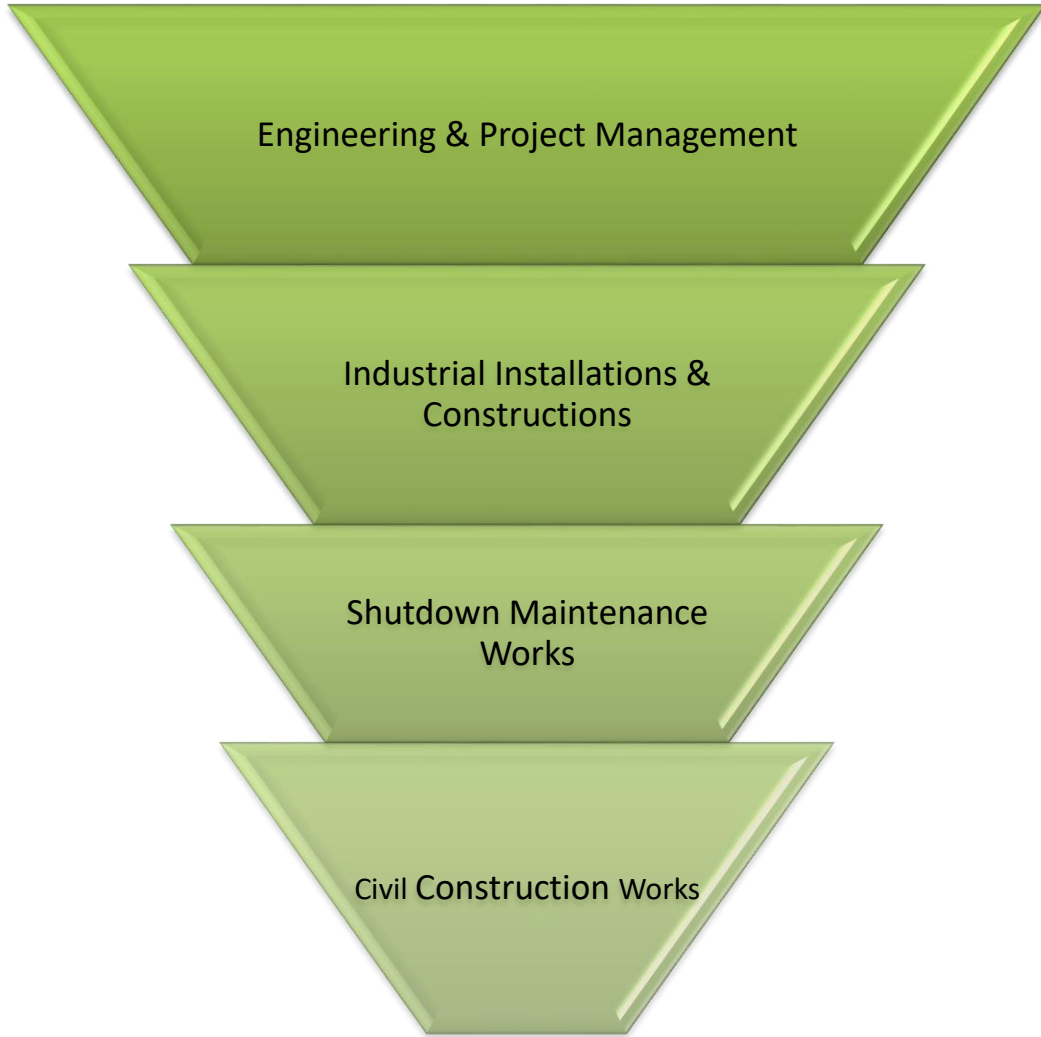 Engineering & Project Management
Industrial Installations &
Constructions
Shutdown Maintenance
Works
Civil Construction Works